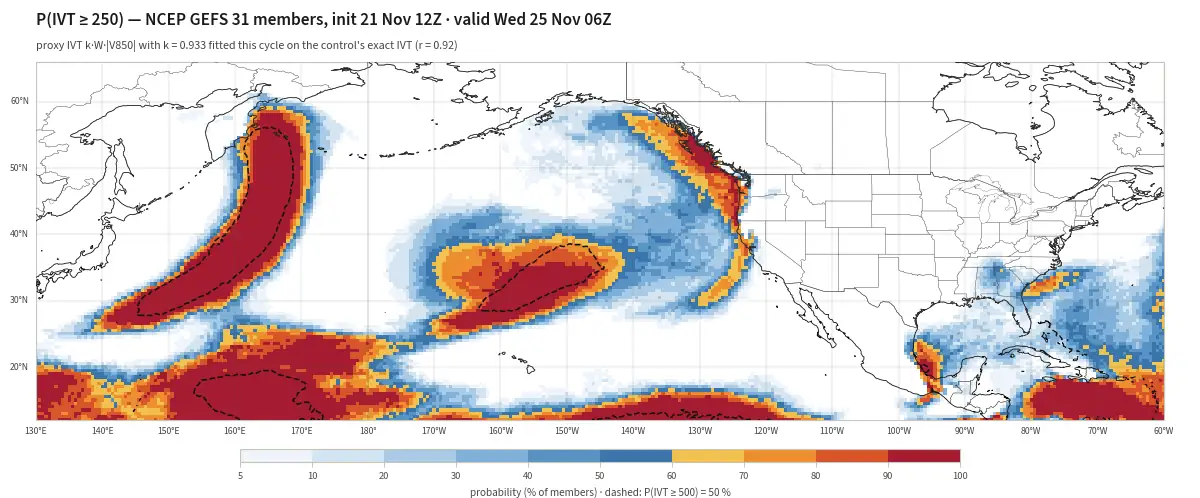 P(IVT ≥ 250) — NCEP GEFS 31 members, init 21 Nov 12Z · valid Wed 25 Nov 06Z
proxy IVT k·W·|V850| with k = 0.933 fitted this cycle on the control's exact IVT (r = 0.92)
60°N
50°N
40°N
30°N
20°N
130°E 140°E 150°E 160°E 170°E 180° 170°W 160°W 150°W 140°W 130°W 120°W 110°W 100°W 90°W 80°W 70°W 60°W
5 10 20 30 40 50 60 70 80 90 100
probability (% of members) · dashed: P(IVT ≥ 500) = 50 %